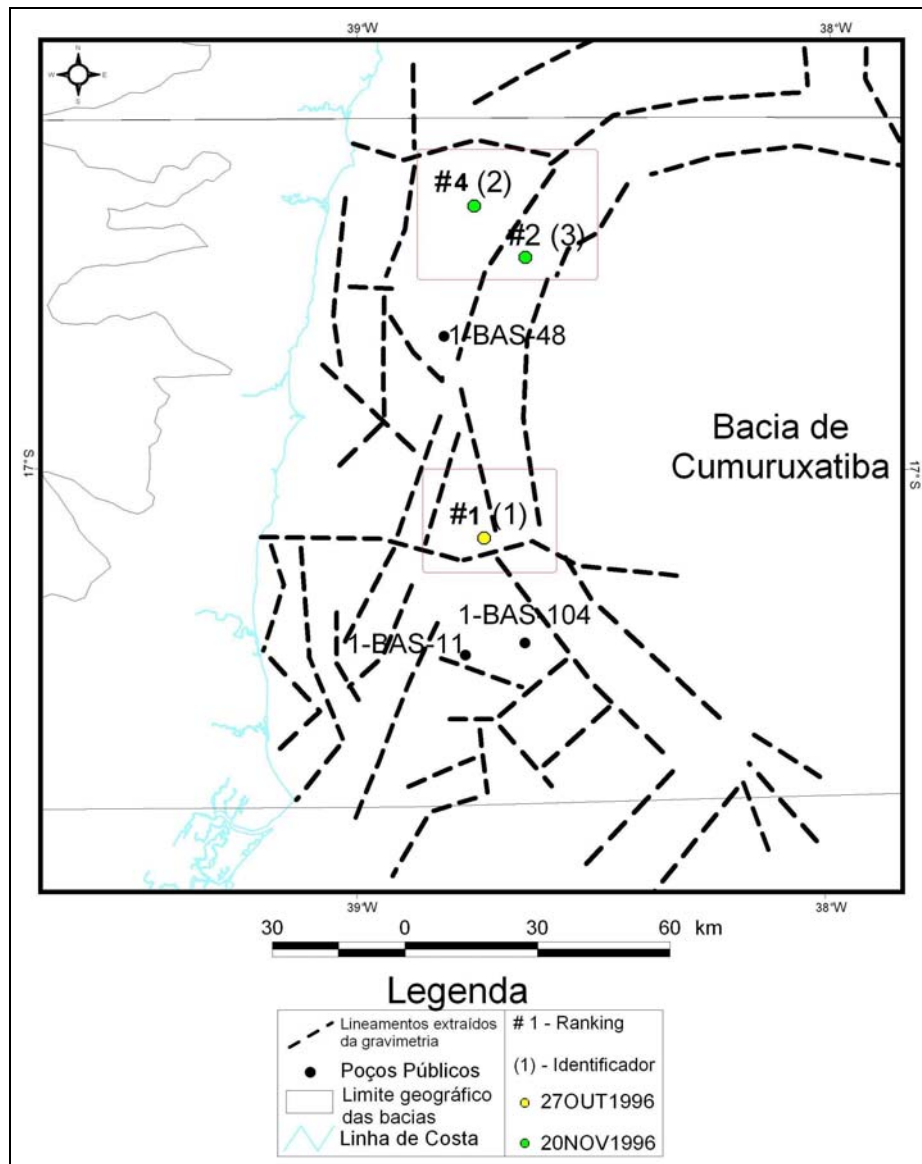 39°W
38°W
N
W
E
S
#4 (2)
#2 (3)
1-BAS-48
Bacia de
Cumuruxatiba
17°S
17°S
#1 (1)
1-BAS-104
1-BAS-11
39°W
38°W
30
0
30
60
km
Legenda
Lineamentos extraídos
da gravimetria
Poços Públicos
Limite geográfico
das bacias
Linha de Costa
# 1 - Ranking
(1) - Identificador
27OUT1996
20NOV1996